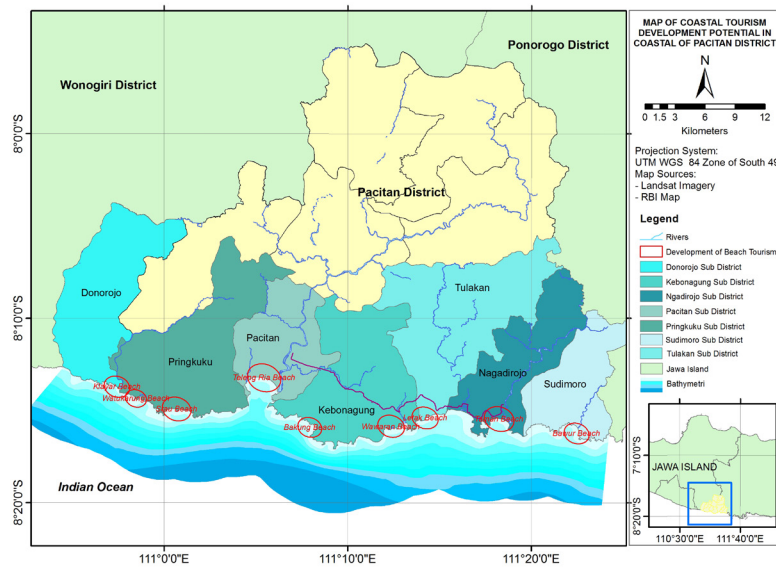 MAP OF COASTAL TOURISM
DEVELOPMENT POTENTIAL IN
COASTAL OF PACITAN DISTRICT
N
0 1.5 3 6 9 12
Kilometers
Projection System:
UTM WGS 84 Zone of South 49
Map Sources:
- Landsat Imagery
- RBI Map
Legend
Rivers
Development of Beach Tourism
Donorojo Sub District
Kebonagung Sub District
Ngadirojo Sub District
Pacitan Sub District
Pringkuku Sub District
Sudimoro Sub District
Tulakan Sub District
Jawa Island
Bathymetri
JAWA ISLAND
7°10'0"S
8°20'0"S
110°30'0"E 111°40'0"E
Ponorogo District
Wonogiri District
Pacitan District
Donorojo
Tulakan
Pacitan
Pringkuku
Nagadirojo
Sudimoro
Kebonagung
Teleng Ria Beach
Klayar Beach
Watukarung Beach
Srau Beach
Bakung Beach
Wawaran Beach
Beach
Beach
Bawur Beach
Indian Ocean
8°0'0"S
8°10'0"S
8°20'0"S
111°0'0"E 111°10'0"E 111°20'0"E